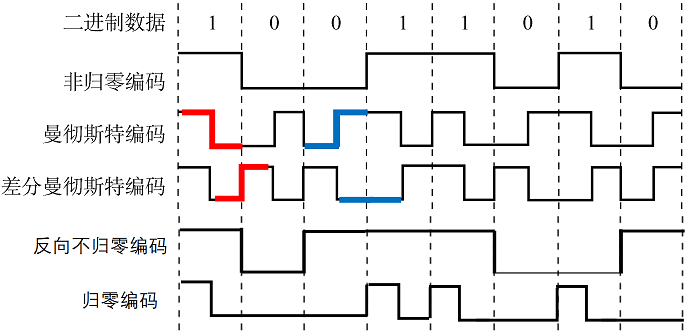 二进制数据 1 0 0 1 1 0 1 0
非归零编码
曼彻斯特编码
差分曼彻斯特编码
反向不归零编码
归零编码